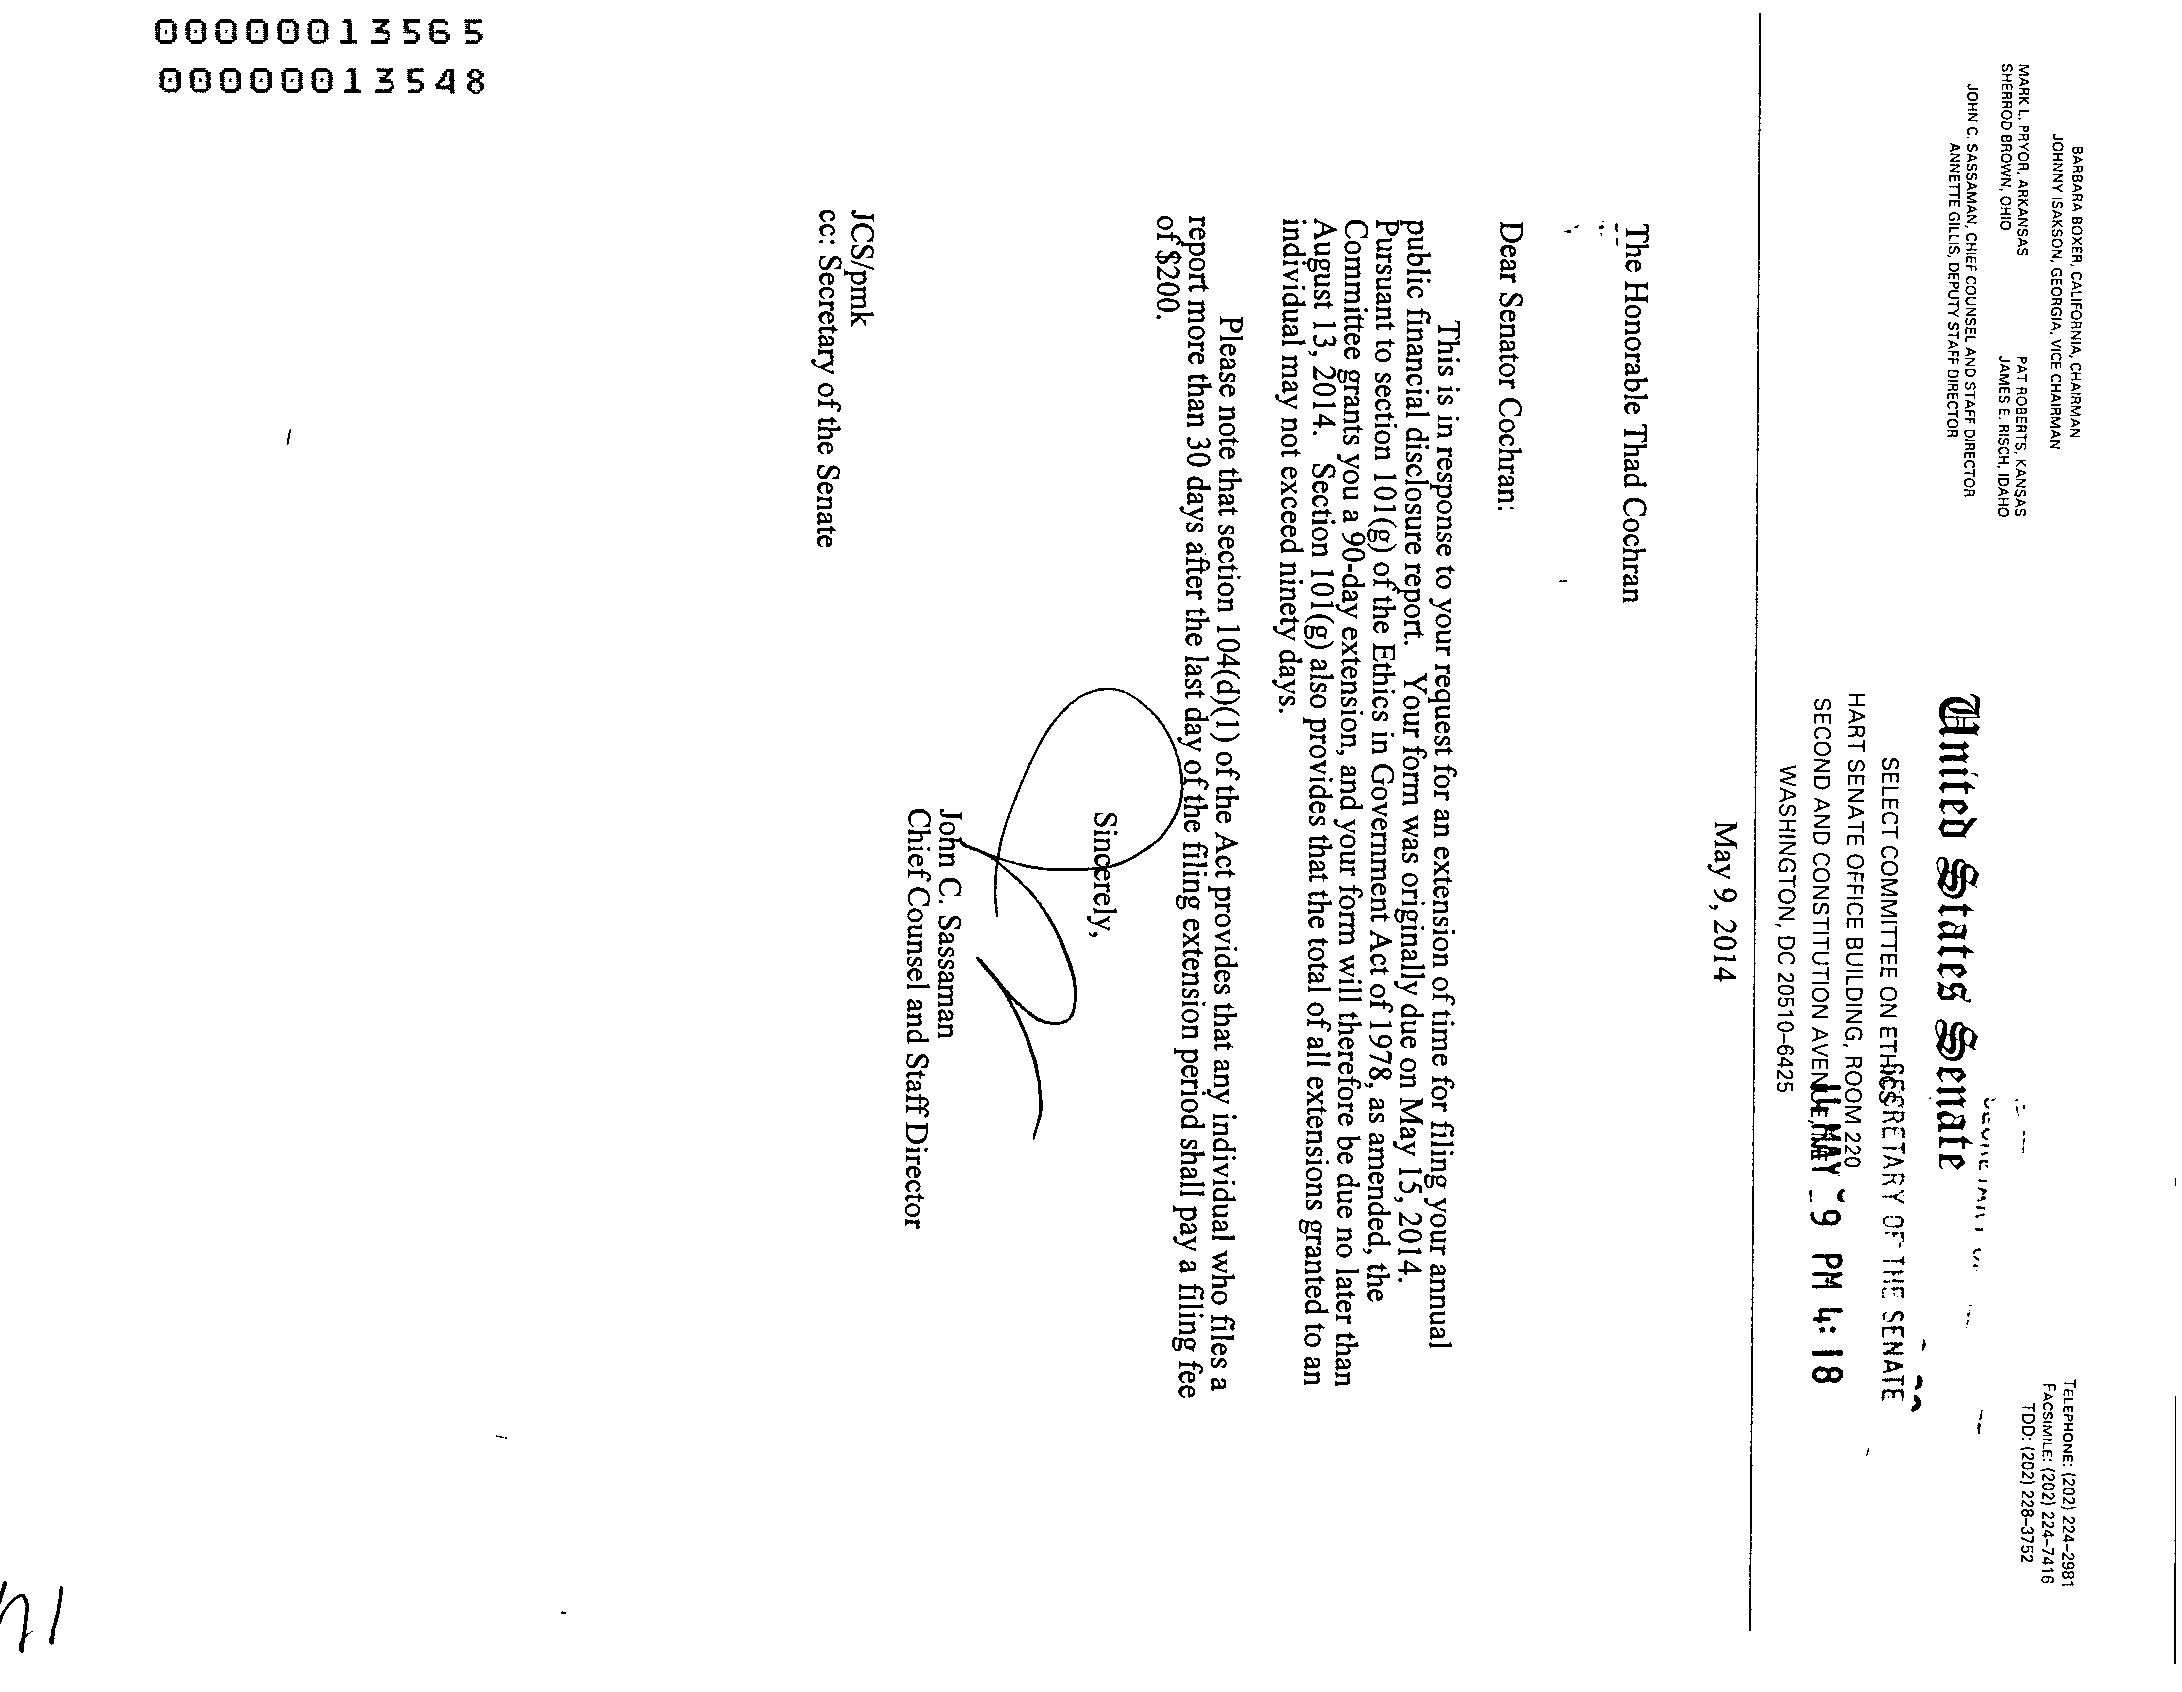 00000013565
00000013548
BARBARA BOXER, CALIFORNIA, CHAIRMAN
JOHNNY ISAKSON, GEORGIA, VICE CHAIRMAN
MARK L. PRYOR, ARKANSAS PAT ROBERTS, KANSAS
SHERROD BROWN, OHIO JAMES E. RISCH, IDAHO
JOHN C. SASSAMAN, CHIEF COUNSEL AND STAFF DIRECTOR
ANNETTE GILLIS, DEPUTY STAFF DIRECTOR
TELEPHONE: (202) 224-2981
FACSIMILE: (202) 224-7416
TDD: (202) 228-3752
United States Senate
SELECT COMMITTEE ON ETHICS
SECRETARY OF THE SENATE
HART SENATE OFFICE BUILDING, ROOM 220
SECOND AND CONSTITUTION AVENUE, NE
14 MAY -9 PM 4:18
WASHINGTON, DC 20510-6425
May 9, 2014
The Honorable Thad Cochran
Dear Senator Cochran:
This is in response to your request for an extension of time for filing your annual
public financial disclosure report. Your form was originally due on May 15, 2014.
Pursuant to section 101(g) of the Ethics in Government Act of 1978, as amended, the
Committee grants you a 90-day extension, and your form will therefore be due no later than
August 13, 2014. Section 101(g) also provides that the total of all extensions granted to an
individual may not exceed ninety days.
Please note that section 104(d)(1) of the Act provides that any individual who files a
report more than 30 days after the last day of the filing extension period shall pay a filing fee
of $200.
Sincerely,
John C. Sassaman
Chief Counsel and Staff Director
JCS/pmk
cc: Secretary of the Senate